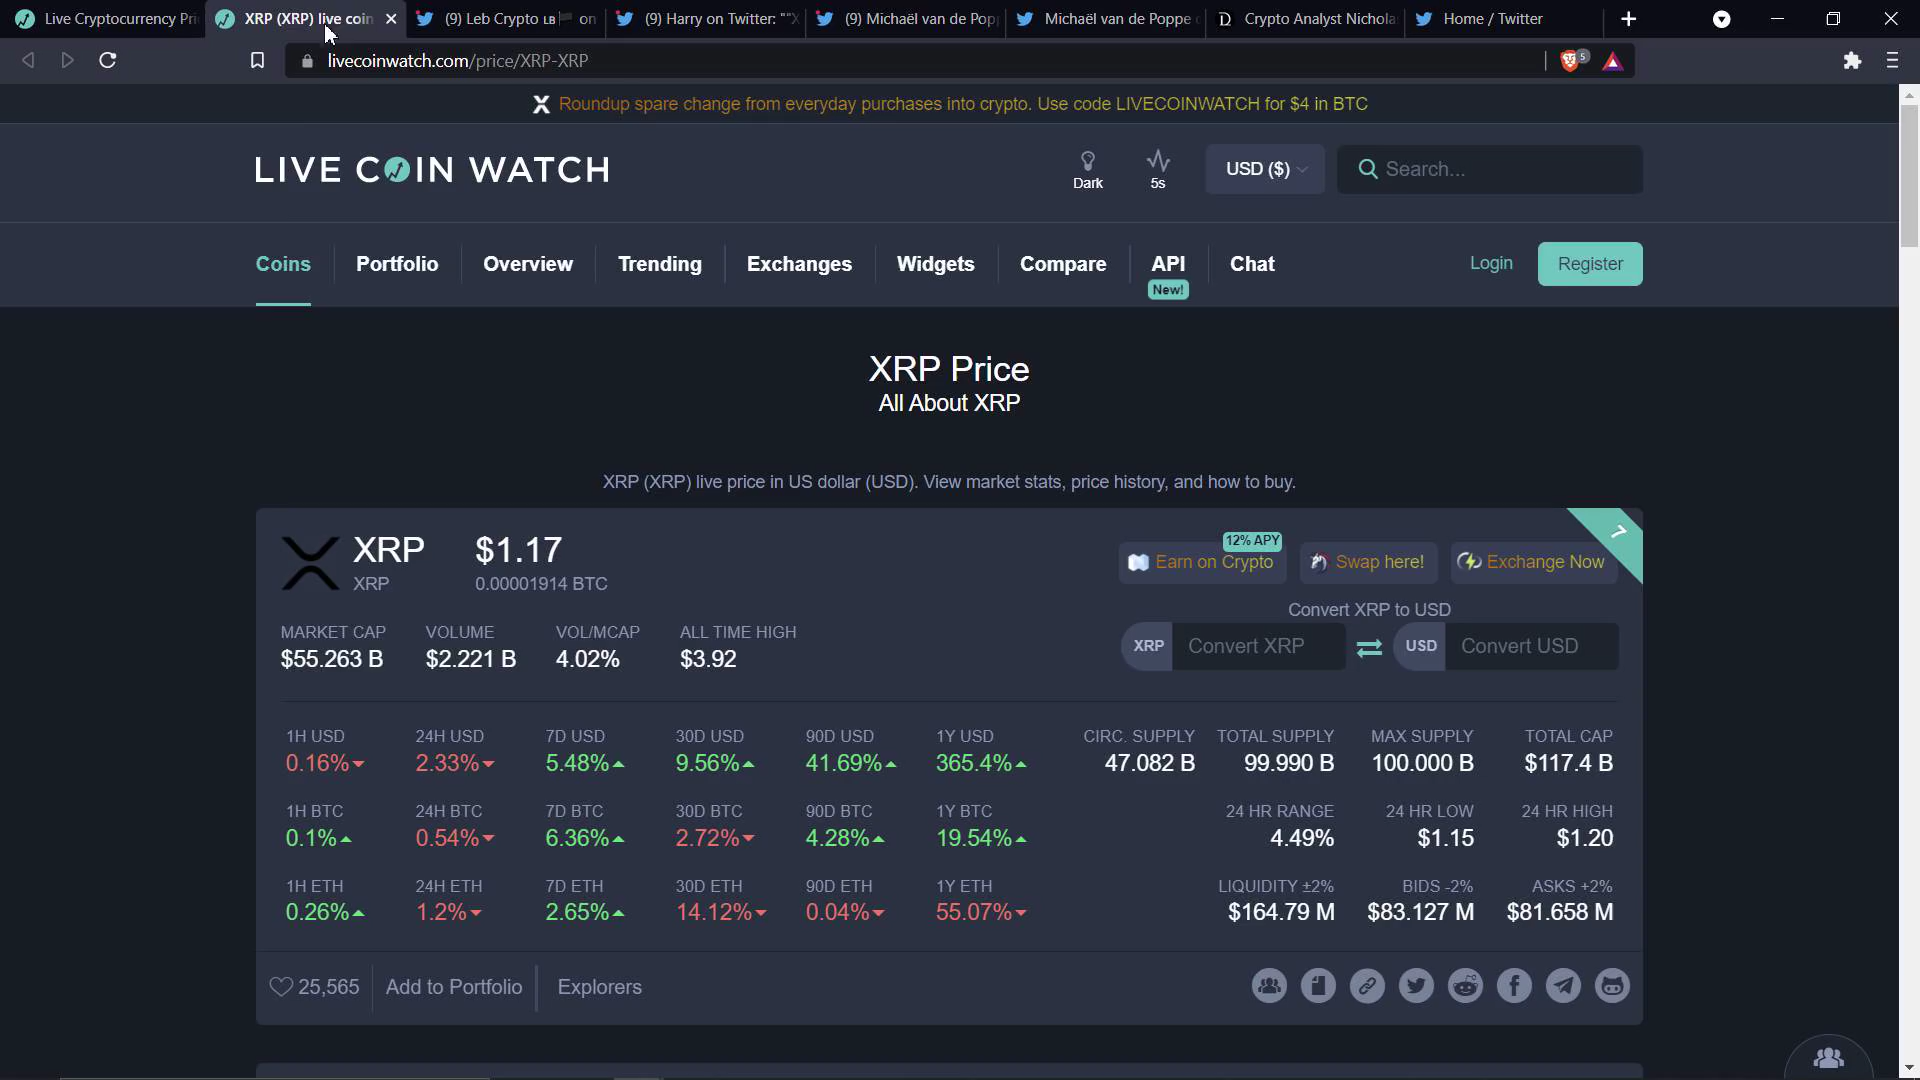 Live Cryptocurrency Pri
XRP (XRP) live coin
(9) Leb Crypto LB on
(9) Harry on Twitter: ""X
(9) Michaël van de Pop
Michaël van de Poppe
Crypto Analyst Nichola
Home / Twitter
livecoinwatch.com/price/XRP-XRP
5
Roundup spare change from everyday purchases into crypto. Use code LIVECOINWATCH for $4 in BTC
LIVE COIN WATCH
Dark
5s
USD ($)
Search...
Coins Portfolio Overview Trending Exchanges Widgets Compare API Chat
New!
Login
Register
XRP Price
All About XRP
XRP (XRP) live price in US dollar (USD). View market stats, price history, and how to buy.
7
XRP $1.17
XRP 0.00001914 BTC
12% APY
Earn on Crypto
Swap here!
Exchange Now
Convert XRP to USD
XRP Convert XRP
USD Convert USD
MARKET CAP VOLUME VOL/MCAP ALL TIME HIGH
$55.263 B $2.221 B 4.02% $3.92
1H USD 24H USD 7D USD 30D USD 90D USD 1Y USD CIRC. SUPPLY TOTAL SUPPLY MAX SUPPLY TOTAL CAP
0.16% 2.33% 5.48% 9.56% 41.69% 365.4% 47.082 B 99.990 B 100.000 B $117.4 B
1H BTC 24H BTC 7D BTC 30D BTC 90D BTC 1Y BTC 24 HR RANGE 24 HR LOW 24 HR HIGH
0.1% 0.54% 6.36% 2.72% 4.28% 19.54% 4.49% $1.15 $1.20
1H ETH 24H ETH 7D ETH 30D ETH 90D ETH 1Y ETH LIQUIDITY ±2% BIDS -2% ASKS +2%
0.26% 1.2% 2.65% 14.12% 0.04% 55.07% $164.79 M $83.127 M $81.658 M
25,565 Add to Portfolio Explorers